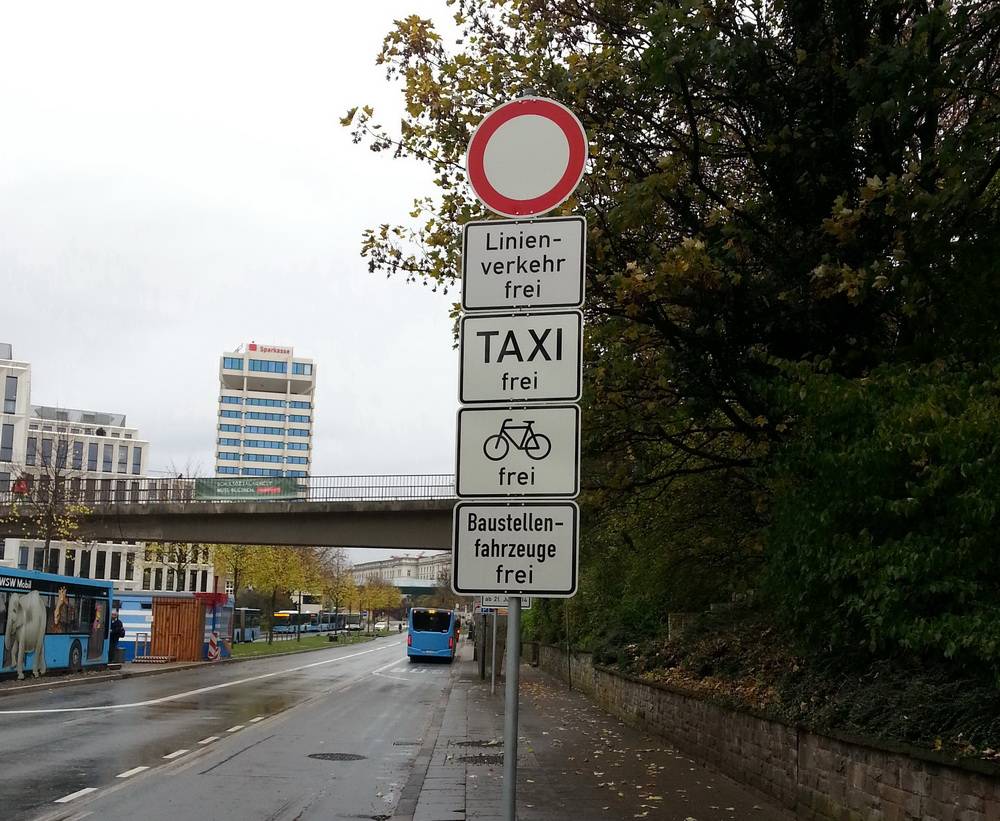 Linien-
verkehr
frei
TAXI
frei
frei
Baustellen-
fahrzeuge
frei
Sparkasse
WSW Mobil